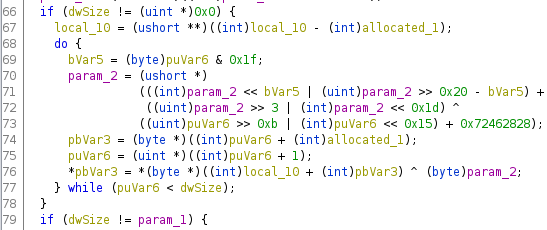 66 if (dwSize != (uint *)0x0) {
67 local_10 = (ushort **)((int)local_10 - (int)allocated_1);
68 do {
69 bVar5 = (byte)puVar6 & 0x1f;
70 param_2 = (ushort *)
71 (((int)param_2 << bVar5 | (uint)param_2 >> 0x20 - bVar5) +
72 ((uint)param_2 >> 3 | (int)param_2 << 0x1d) ^
73 ((uint)puVar6 >> 0xb | (int)puVar6 << 0x15) + 0x72462828);
74 pbVar3 = (byte *)((int)puVar6 + (int)allocated_1);
75 puVar6 = (uint *)((int)puVar6 + 1);
76 *pbVar3 = *(byte *)((int)local_10 + (int)pbVar3) ^ (byte)param_2;
77 } while (puVar6 < dwSize);
78 }
79 if (dwSize != param_1) {